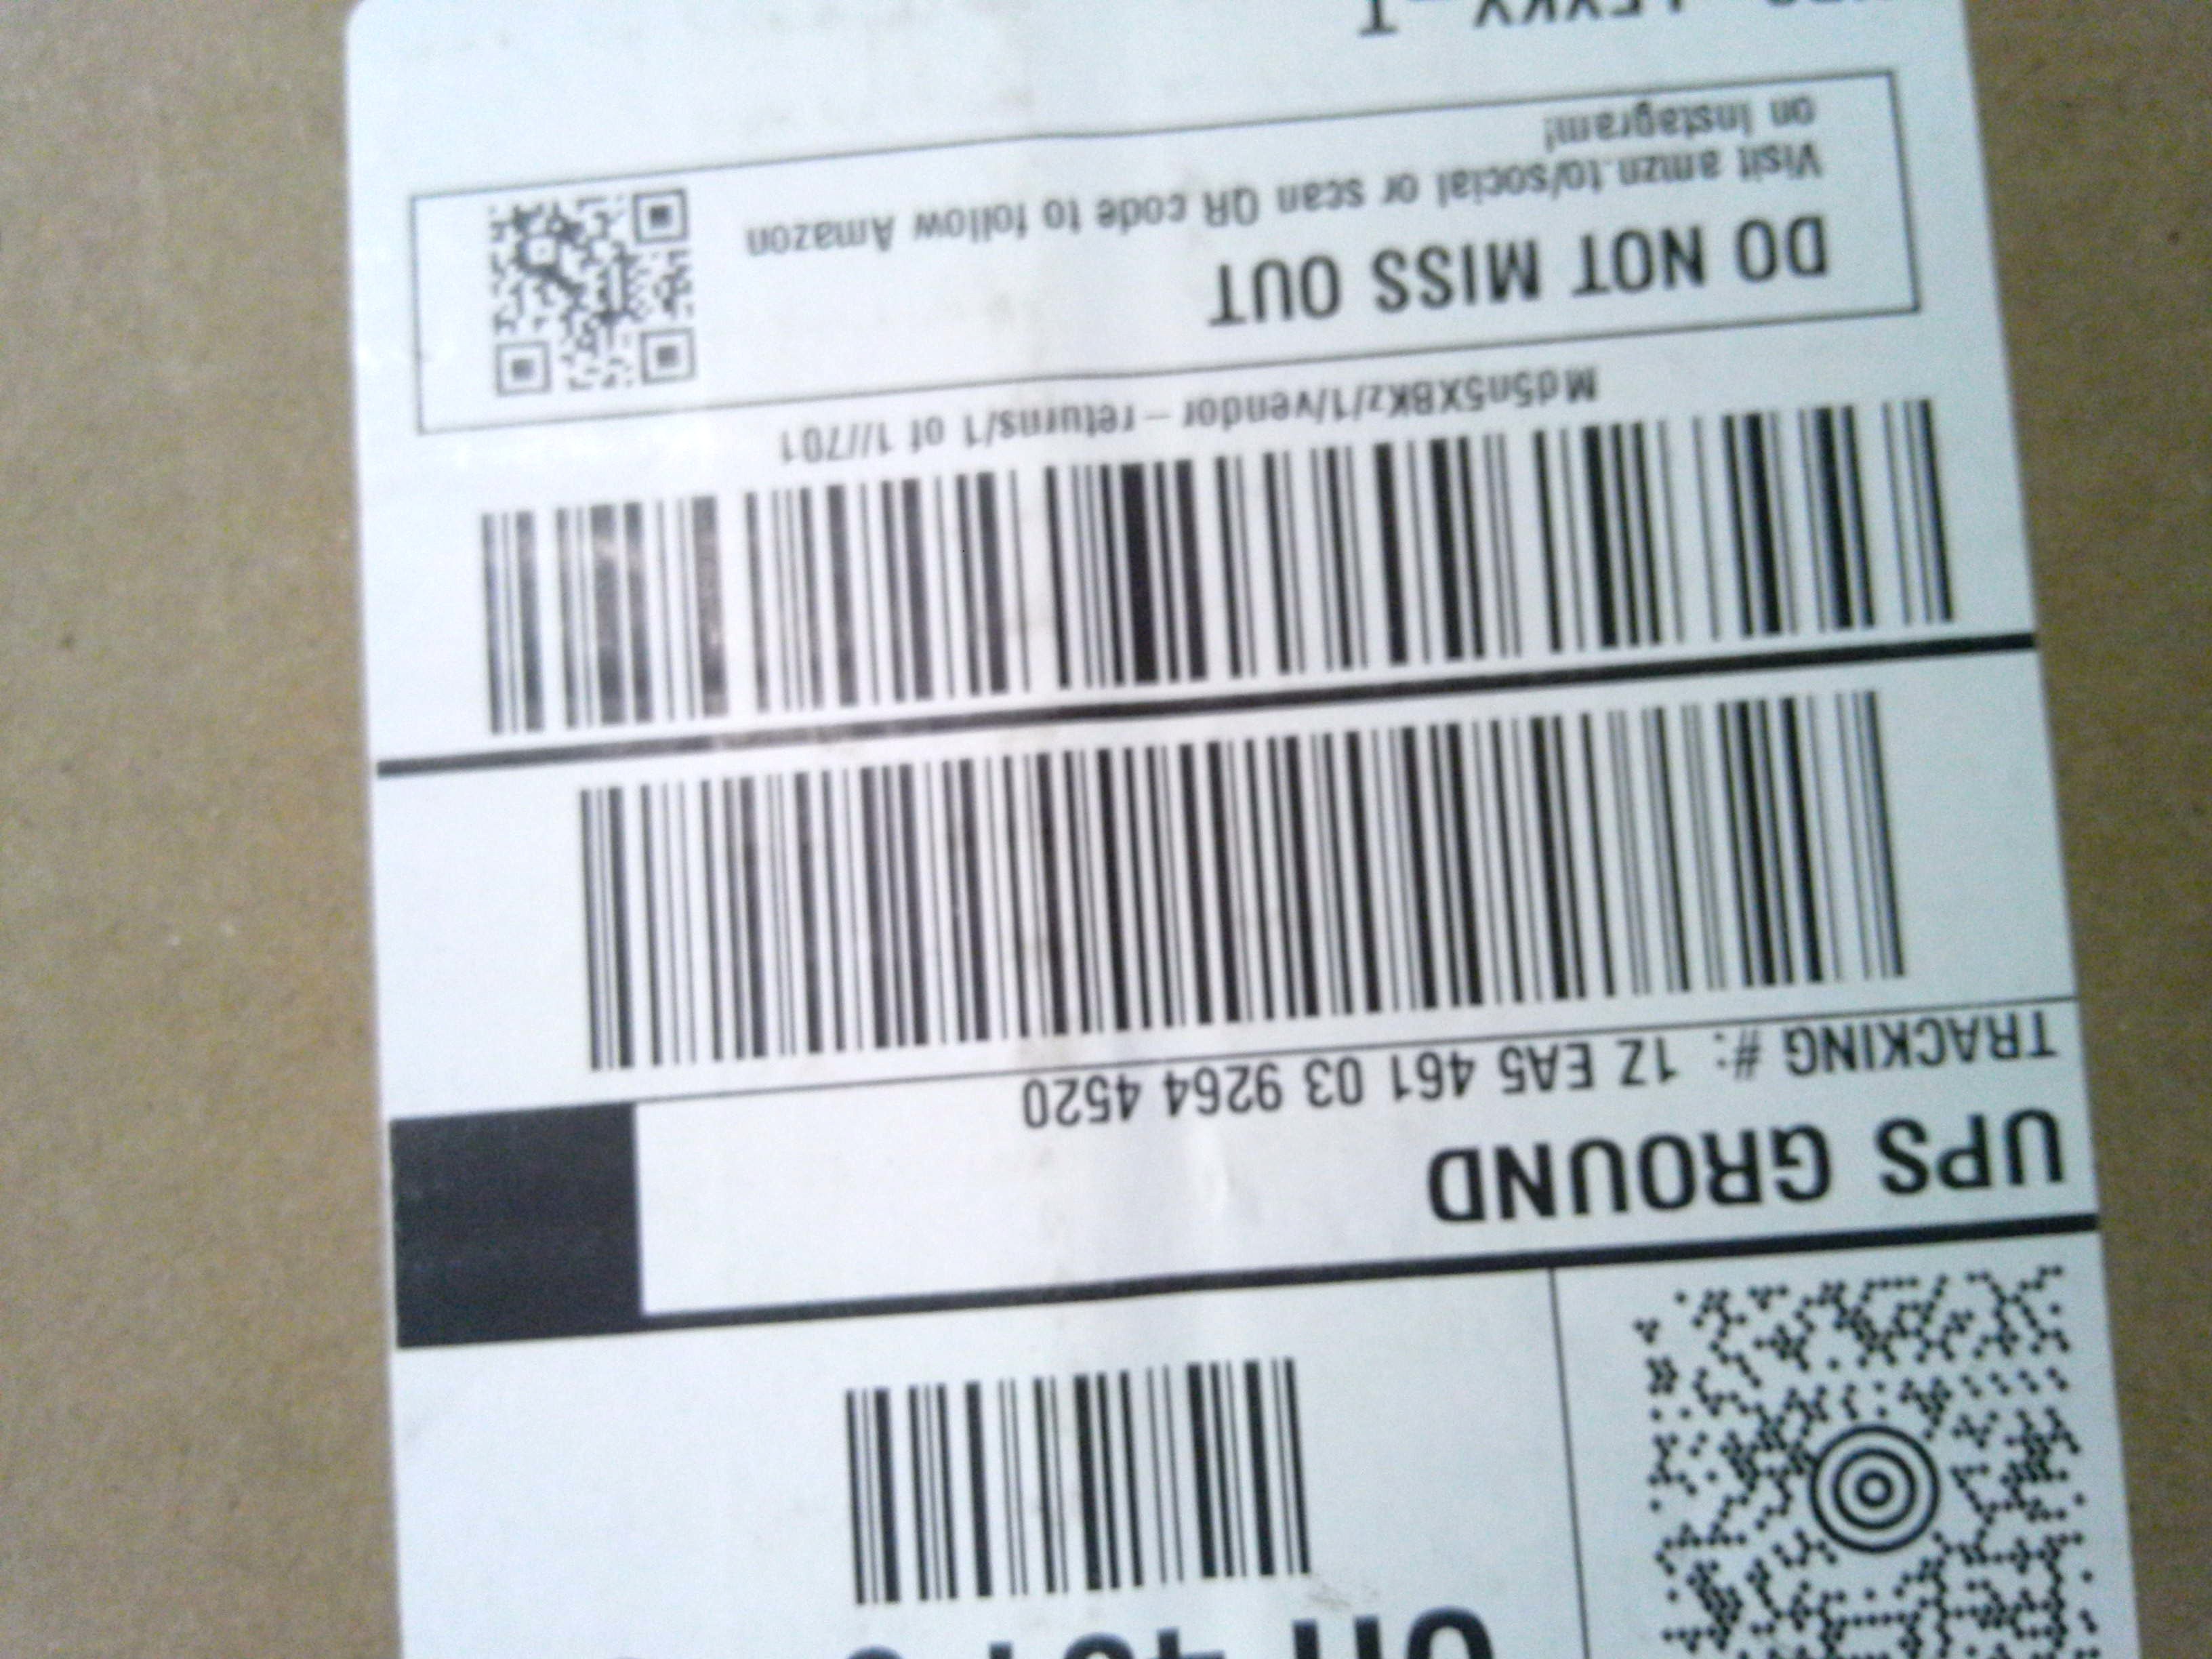 UPS GROUND
TRACKING #: 1Z EA5 461 03 9264 4520
Md5n5XBKz/1/vendor-returns/1 of 1//701
DO NOT MISS OUT
Visit amzn.to/social or scan QR code to follow Amazon
on Instagram!